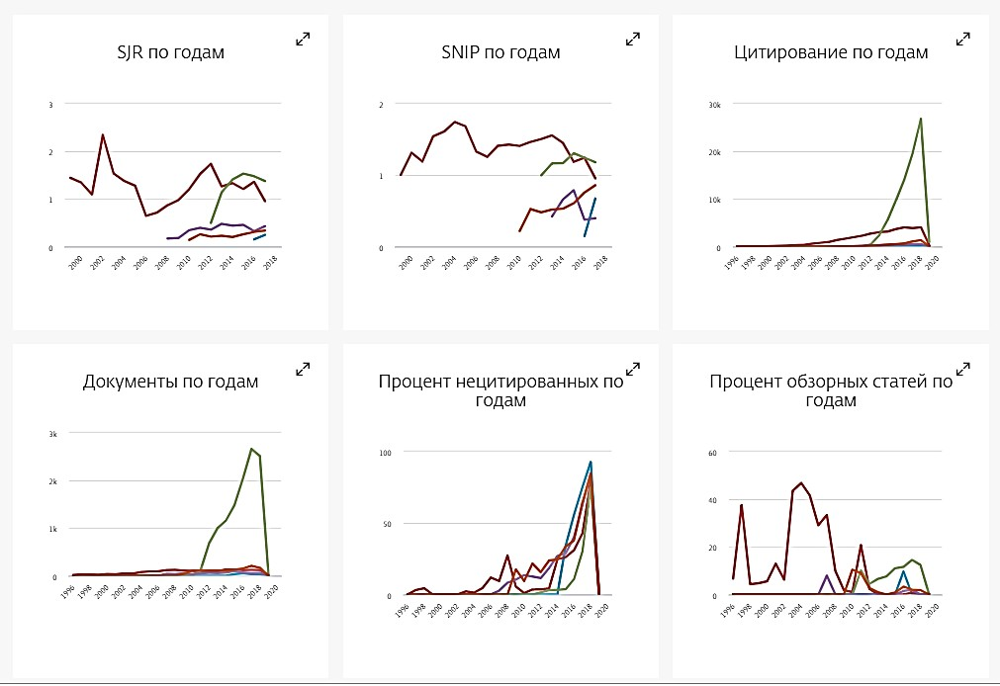 SJR по годам
3
2
1
0
2000 2002 2004 2006 2008 2010 2012 2014 2016 2018
SNIP по годам
2
1
0
2000 2002 2004 2006 2008 2010 2012 2014 2016 2018
Цитирование по годам
30k
20k
10k
0
1996 1998 2000 2002 2004 2006 2008 2010 2012 2014 2016 2018 2020
Документы по годам
3k
2k
1k
0
1996 1998 2000 2002 2004 2006 2008 2010 2012 2014 2016 2018 2020
Процент нецитированных по
годам
100
50
0
1996 1998 2000 2002 2004 2006 2008 2010 2012 2014 2016 2018 2020
Процент обзорных статей по
годам
60
40
20
0
1996 1998 2000 2002 2004 2006 2008 2010 2012 2014 2016 2018 2020